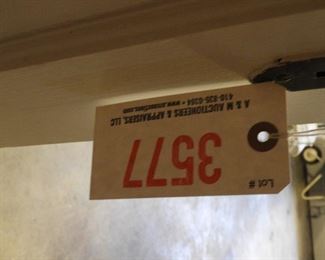 Lot #
3577
A & M AUCTIONEERS & APPRAISERS, LLC